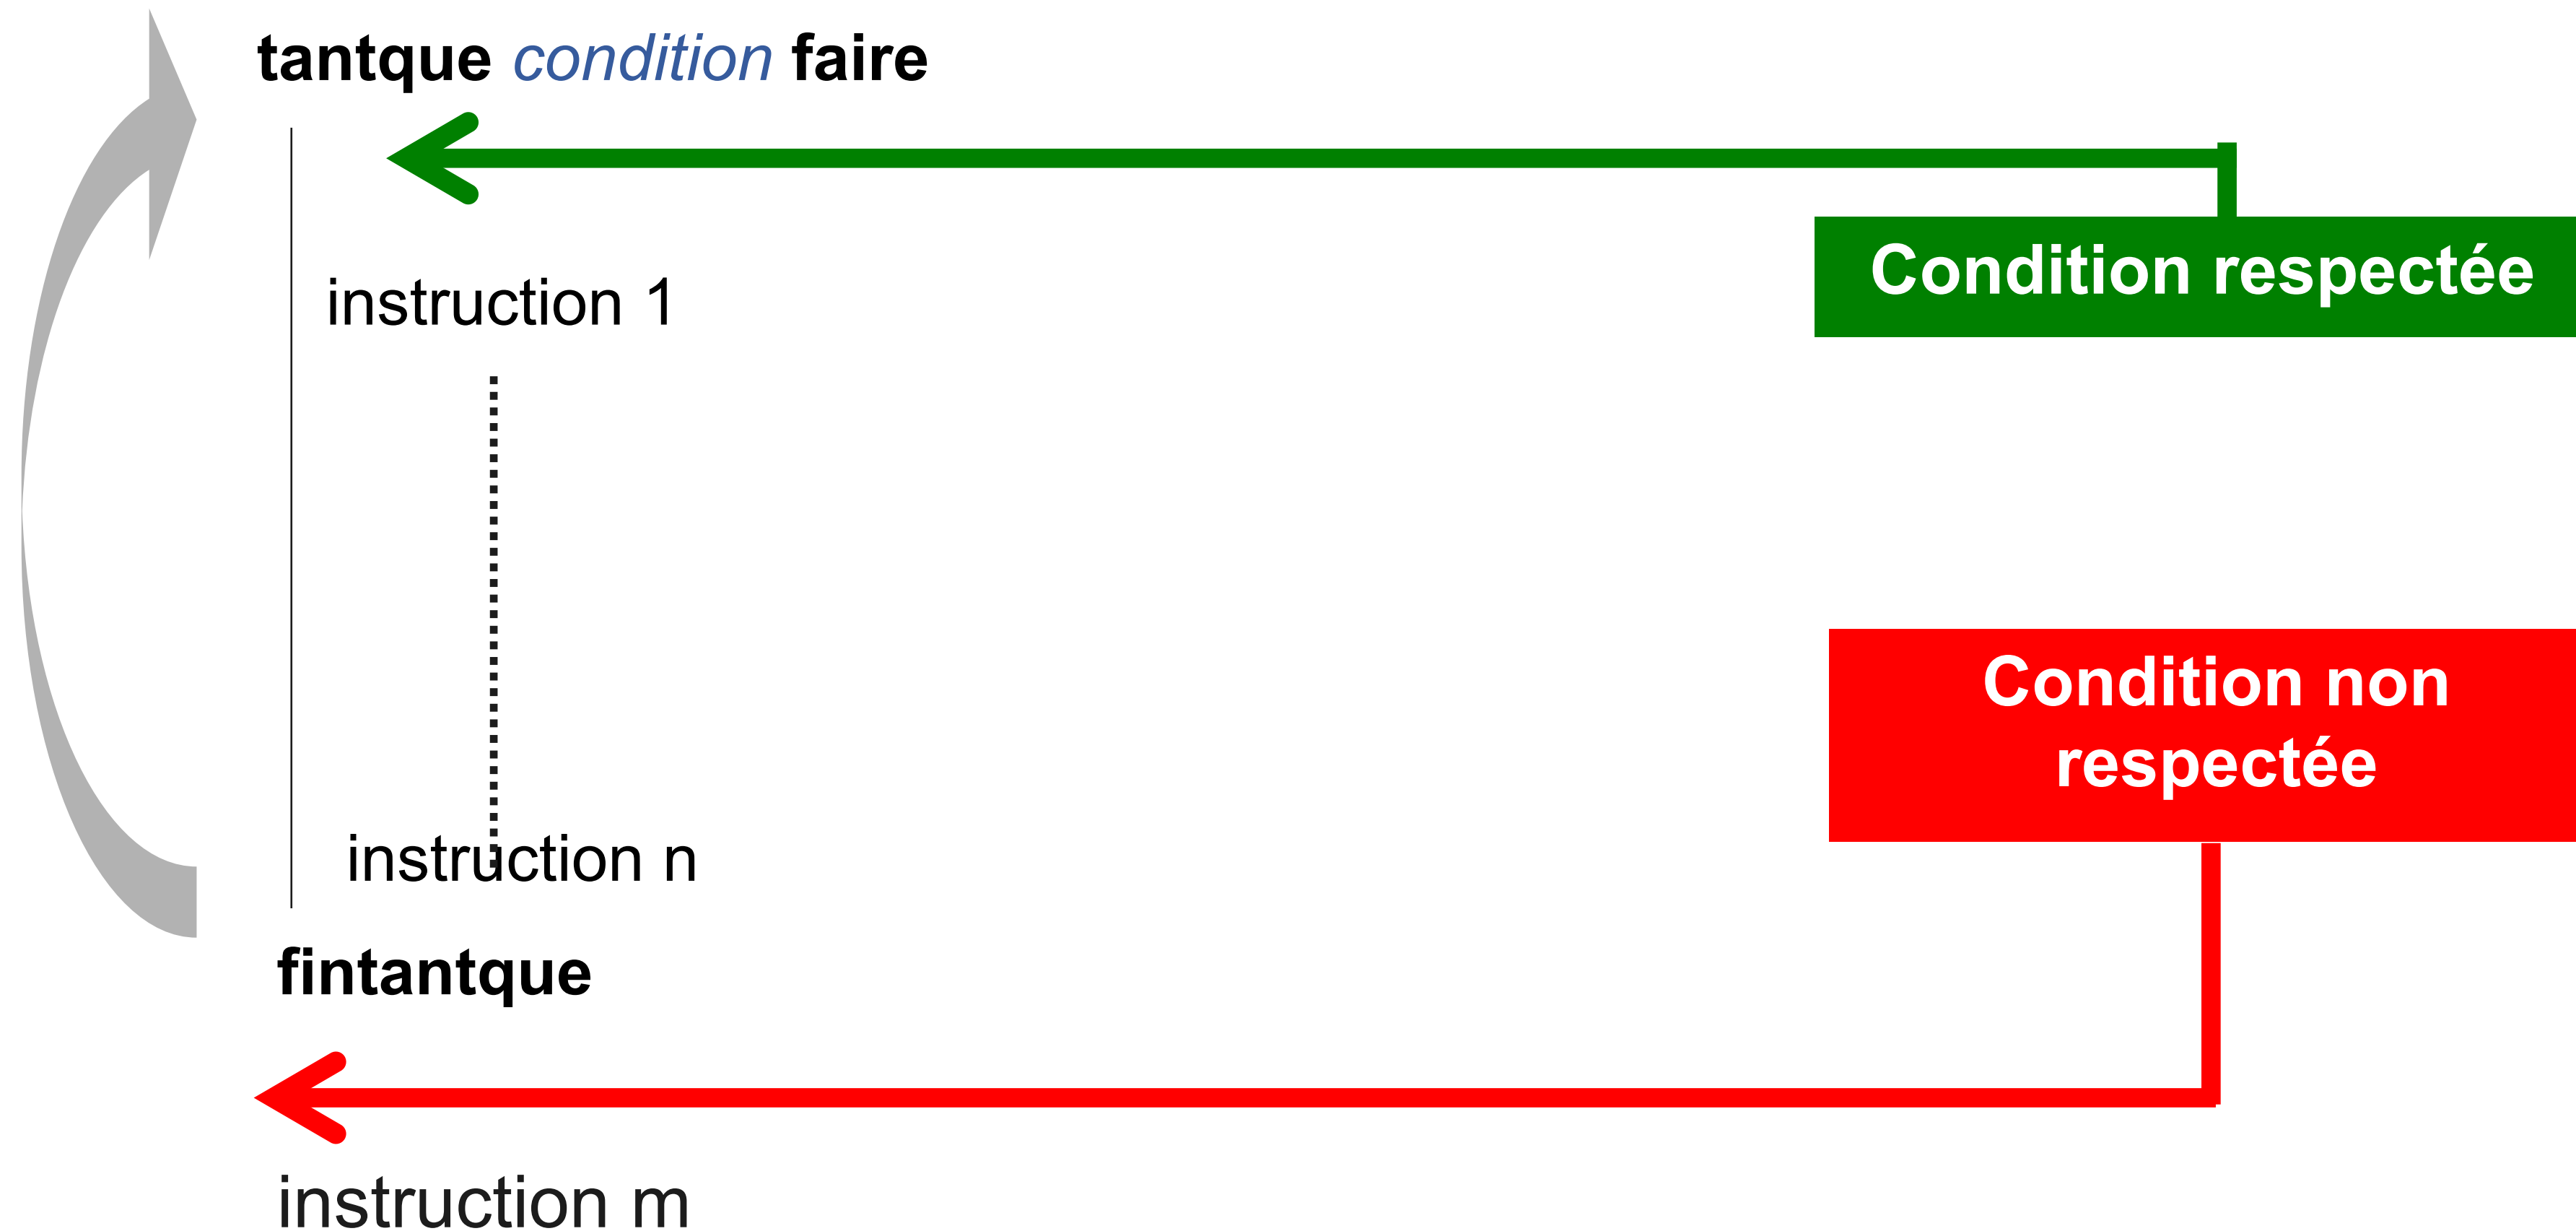 tantque condition faire
Condition respectée
instruction 1
Condition non
respectée
instruction n
fintantque
instruction m